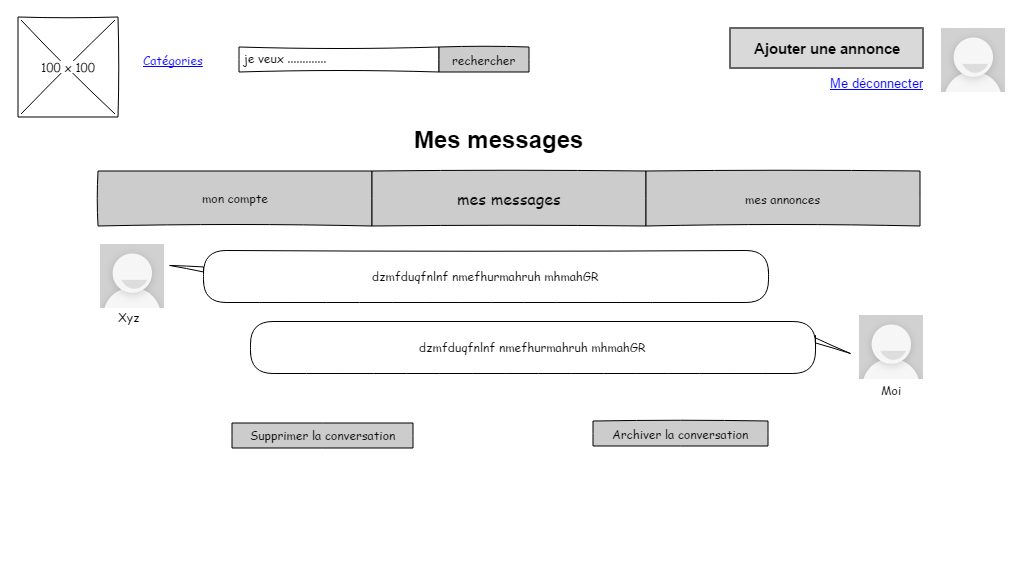 100 x 100
Catégories
je veux .............
rechercher
Ajouter une annonce
Me déconnecter
Mes messages
mon compte
mes messages
mes annonces
dzmfduqfnlnf nmefhurmahruh mhmahGR
Xyz
dzmfduqfnlnf nmefhurmahruh mhmahGR
Moi
Supprimer la conversation
Archiver la conversation